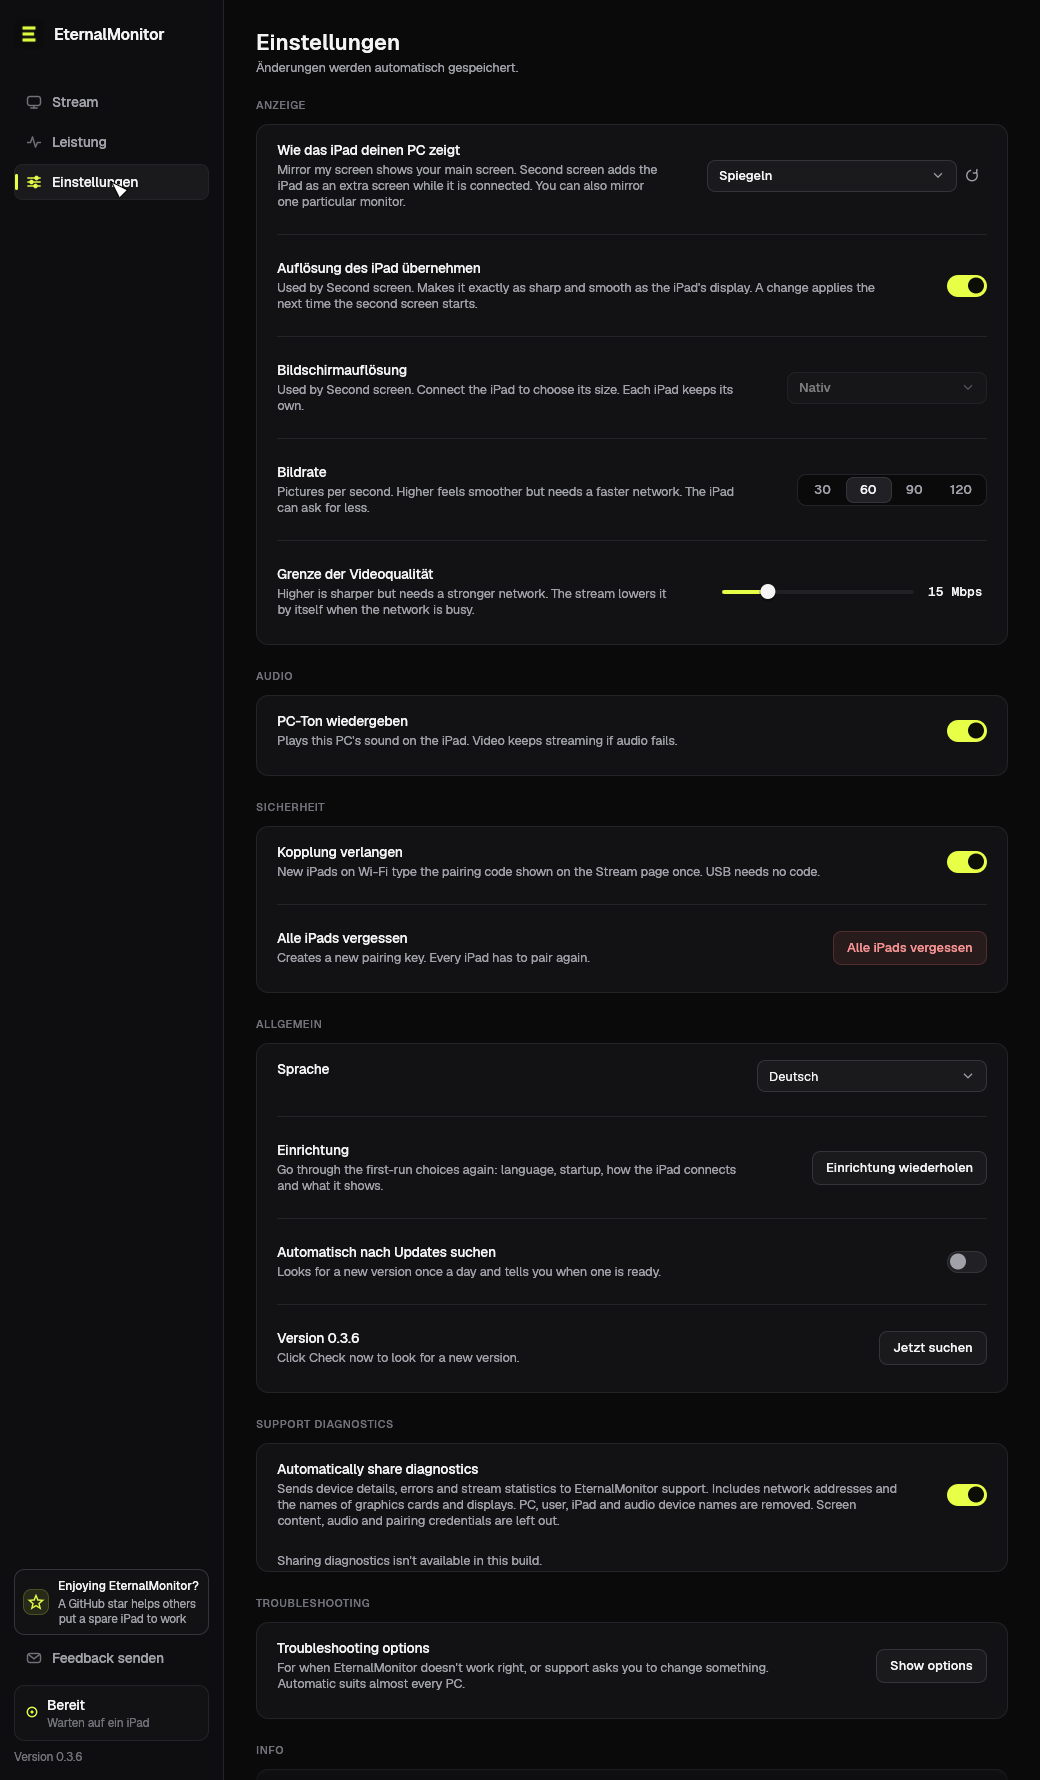 EternalMonitor
Stream
Leistung
Einstellungen
Enjoying EternalMonitor?
A GitHub star helps others
put a spare iPad to work
Feedback senden
Bereit
Warten auf ein iPad
Version 0.3.6
Einstellungen
Änderungen werden automatisch gespeichert.
ANZEIGE
Wie das iPad deinen PC zeigt
Mirror my screen shows your main screen. Second screen adds the
iPad as an extra screen while it is connected. You can also mirror
one particular monitor.
Spiegeln
Auflösung des iPad übernehmen
Used by Second screen. Makes it exactly as sharp and smooth as the iPad's display. A change applies the
next time the second screen starts.
Bildschirmauflösung
Used by Second screen. Connect the iPad to choose its size. Each iPad keeps its
own.
Nativ
Bildrate
Pictures per second. Higher feels smoother but needs a faster network. The iPad
can ask for less.
30 60 90 120
Grenze der Videoqualität
Higher is sharper but needs a stronger network. The stream lowers it
by itself when the network is busy.
15 Mbps
AUDIO
PC-Ton wiedergeben
Plays this PC's sound on the iPad. Video keeps streaming if audio fails.
SICHERHEIT
Kopplung verlangen
New iPads on Wi-Fi type the pairing code shown on the Stream page once. USB needs no code.
Alle iPads vergessen
Creates a new pairing key. Every iPad has to pair again.
Alle iPads vergessen
ALLGEMEIN
Sprache
Deutsch
Einrichtung
Go through the first-run choices again: language, startup, how the iPad connects
and what it shows.
Einrichtung wiederholen
Automatisch nach Updates suchen
Looks for a new version once a day and tells you when one is ready.
Version 0.3.6
Click Check now to look for a new version.
Jetzt suchen
SUPPORT DIAGNOSTICS
Automatically share diagnostics
Sends device details, errors and stream statistics to EternalMonitor support. Includes network addresses and
the names of graphics cards and displays. PC, user, iPad and audio device names are removed. Screen
content, audio and pairing credentials are left out.
Sharing diagnostics isn't available in this build.
TROUBLESHOOTING
Troubleshooting options
For when EternalMonitor doesn't work right, or support asks you to change something.
Automatic suits almost every PC.
Show options
INFO